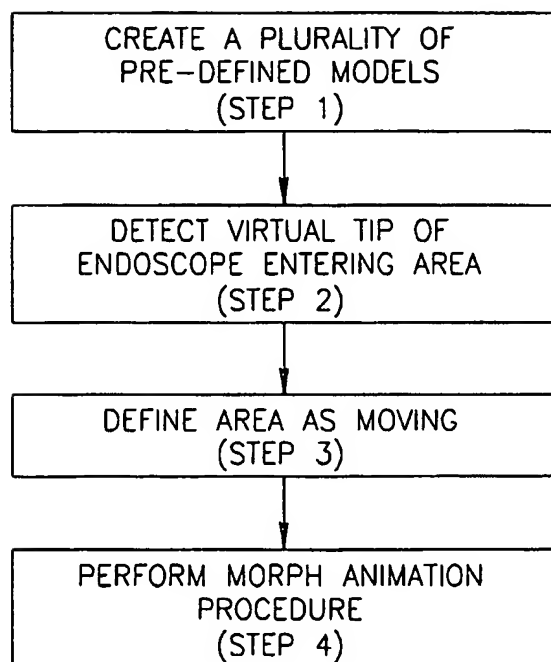 CREATE A PLURALITY OF
PRE-DEFINED MODELS
(STEP 1)
DETECT VIRTUAL TIP OF
ENDOSCOPE ENTERING AREA
(STEP 2)
DEFINE AREA AS MOVING
(STEP 3)
PERFORM MORPH ANIMATION
PROCEDURE
(STEP 4)